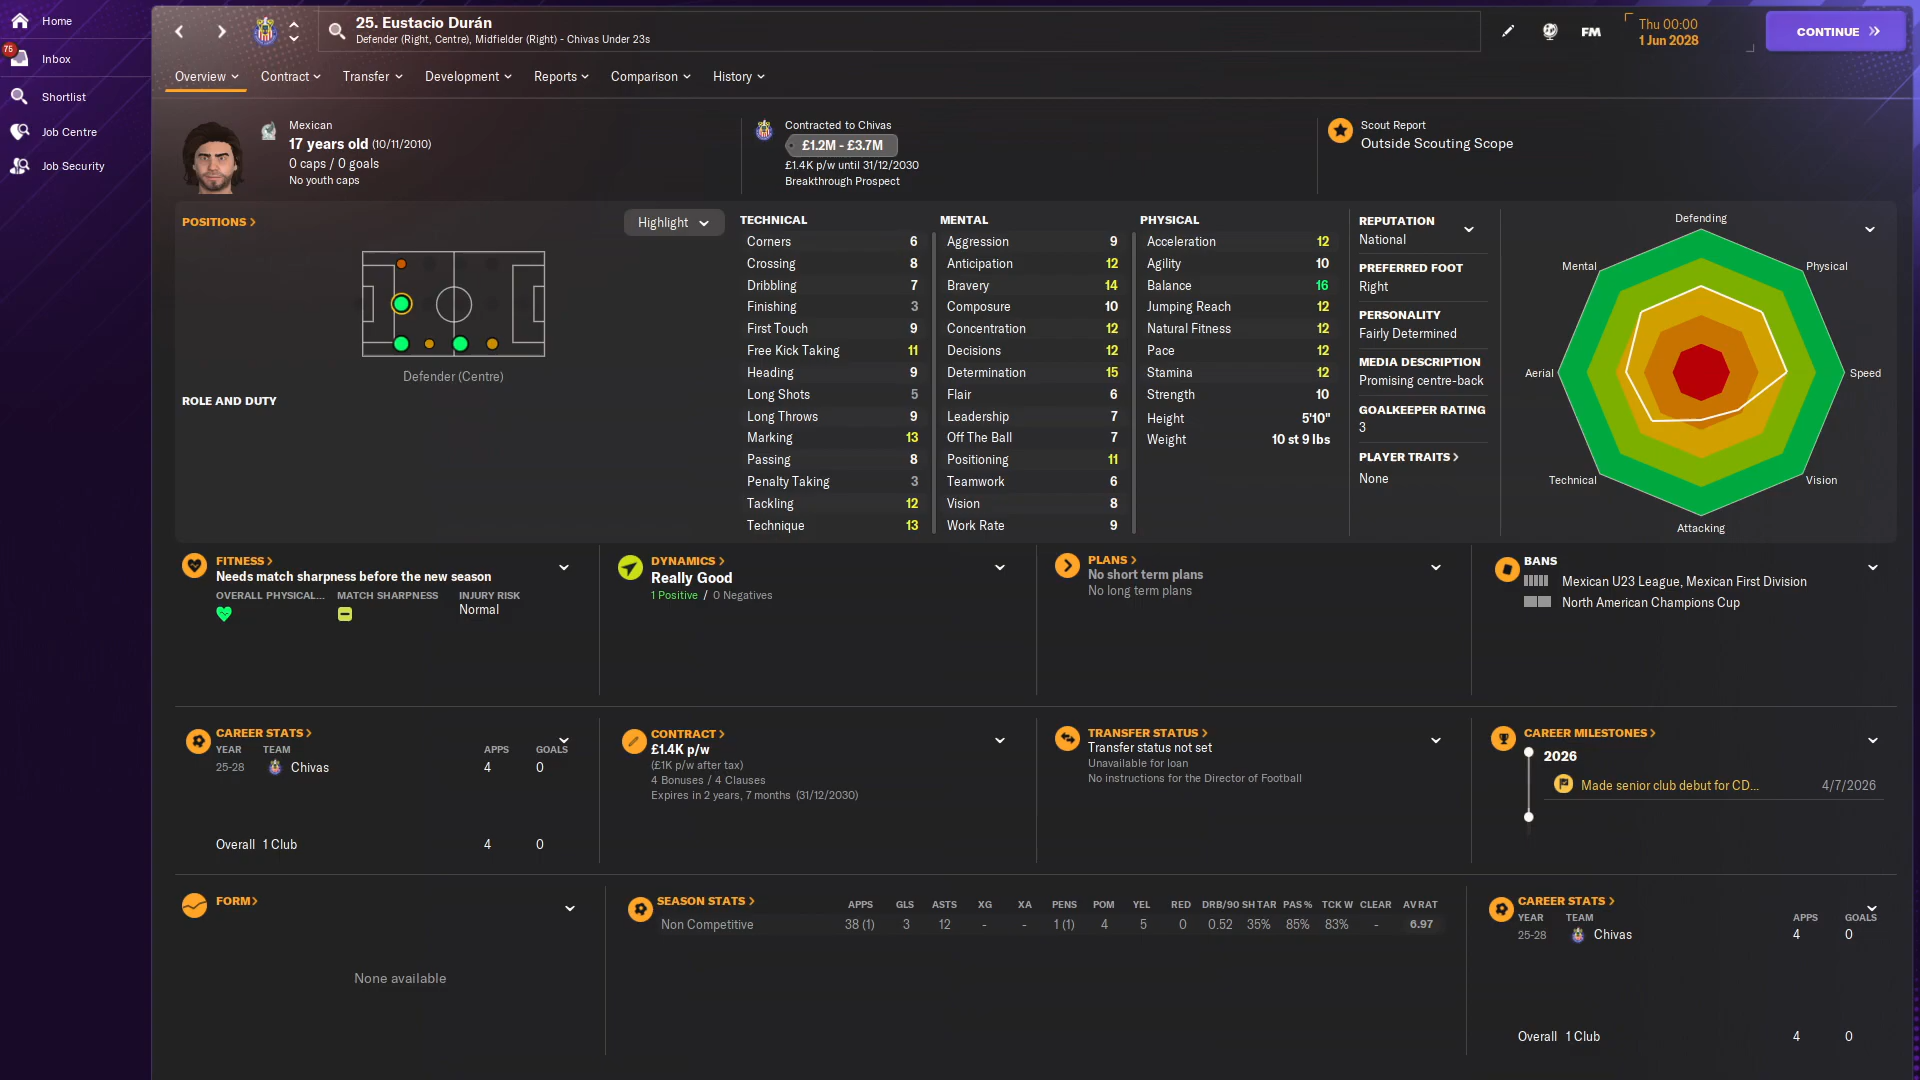 Home
75
Inbox
Shortlist
Job Centre
Job Security
25. Eustacio Durán
Defender (Right, Centre), Midfielder (Right) - Chivas Under 23s
FM
Thu 00:00
1 Jun 2028
CONTINUE
Overview
Contract
Transfer
Development
Reports
Comparison
History
Mexican
17 years old (10/11/2010)
0 caps / 0 goals
No youth caps
Contracted to Chivas
£1.2M - £3.7M
£1.4K p/w until 31/12/2030
Breakthrough Prospect
Scout Report
Outside Scouting Scope
POSITIONS
Highlight
Defender (Centre)
ROLE AND DUTY
TECHNICAL
Corners 6
Crossing 8
Dribbling 7
Finishing 3
First Touch 9
Free Kick Taking 11
Heading 9
Long Shots 5
Long Throws 9
Marking 13
Passing 8
Penalty Taking 3
Tackling 12
Technique 13
MENTAL
Aggression 9
Anticipation 12
Bravery 14
Composure 10
Concentration 12
Decisions 12
Determination 15
Flair 6
Leadership 7
Off The Ball 7
Positioning 11
Teamwork 6
Vision 8
Work Rate 9
PHYSICAL
Acceleration 12
Agility 10
Balance 16
Jumping Reach 12
Natural Fitness 12
Pace 12
Stamina 12
Strength 10
Height 5'10"
Weight 10 st 9 lbs
REPUTATION
National
PREFERRED FOOT
Right
PERSONALITY
Fairly Determined
MEDIA DESCRIPTION
Promising centre-back
GOALKEEPER RATING
3
PLAYER TRAITS
None
Defending
Physical
Speed
Vision
Attacking
Technical
Aerial
Mental
FITNESS
Needs match sharpness before the new season
OVERALL PHYSICAL... MATCH SHARPNESS INJURY RISK
Normal
DYNAMICS
Really Good
1 Positive / 0 Negatives
PLANS
No short term plans
No long term plans
BANS
Mexican U23 League, Mexican First Division
North American Champions Cup
CAREER STATS
YEAR TEAM APPS GOALS
25-28 Chivas 4 0
Overall 1 Club 4 0
CONTRACT
£1.4K p/w
(£1K p/w after tax)
4 Bonuses / 4 Clauses
Expires in 2 years, 7 months (31/12/2030)
TRANSFER STATUS
Transfer status not set
Unavailable for loan
No instructions for the Director of Football
CAREER MILESTONES
2026
Made senior club debut for CD... 4/7/2026
FORM
None available
SEASON STATS APPS GLS ASTS XG XA PENS POM YEL RED DRB/90 SH TAR PAS % TCK W CLEAR AV RAT
Non Competitive 38 (1) 3 12 - - 1 (1) 4 5 0 0.52 35% 85% 83% - 6.97
CAREER STATS
YEAR TEAM APPS GOALS
25-28 Chivas 4 0
Overall 1 Club 4 0